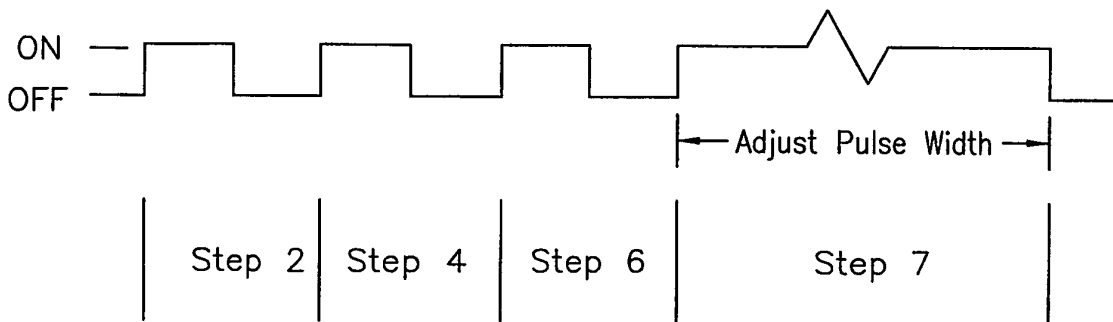 ON
OFF
Adjust Pulse Width
Step 2
Step 4
Step 6
Step 7